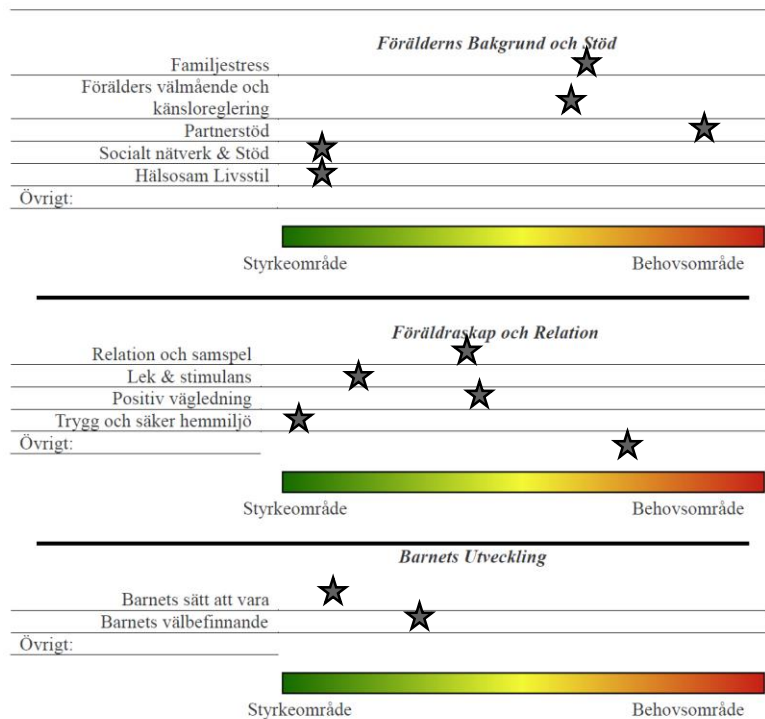 Förälderns Bakgrund och Stöd
Familjestress
Förälders välmående och
känsloreglering
Partnerstöd
Socialt nätverk & Stöd
Hälsosam Livsstil
Övrigt:
Styrkeområde Behovsområde
Föräldraskap och Relation
Relation och samspel
Lek & stimulans
Positiv vägledning
Trygg och säker hemmiljö
Övrigt:
Styrkeområde Behovsområde
Barnets Utveckling
Barnets sätt att vara
Barnets välbefinnande
Övrigt:
Styrkeområde Behovsområde